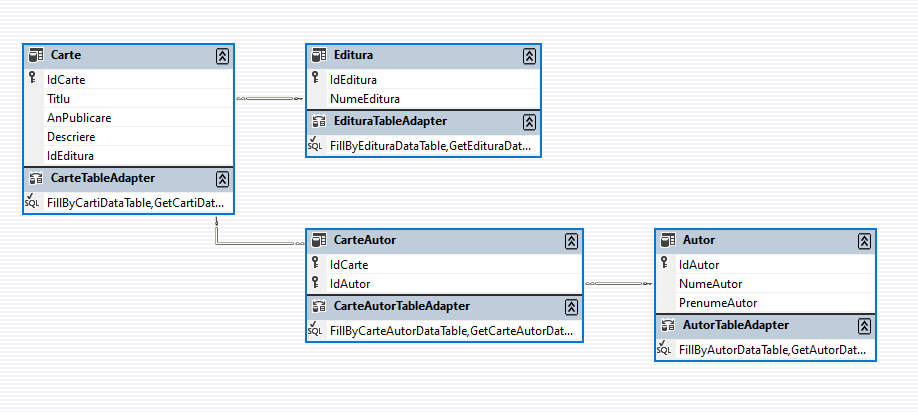 Carte
IdCarte
Titlu
AnPublicare
Descriere
IdEditura
CarteTableAdapter
SQL
FillByCartiDataTable,GetCartiDat...
Editura
IdEditura
NumeEditura
EdituraTableAdapter
SQL
FillByEdituraDataTable,GetEdituraDat...
CarteAutor
IdCarte
IdAutor
CarteAutorTableAdapter
SQL
FillByCarteAutorDataTable,GetCarteAutorDat...
Autor
IdAutor
NumeAutor
PrenumeAutor
AutorTableAdapter
SQL
FillByAutorDataTable,GetAutorDat...